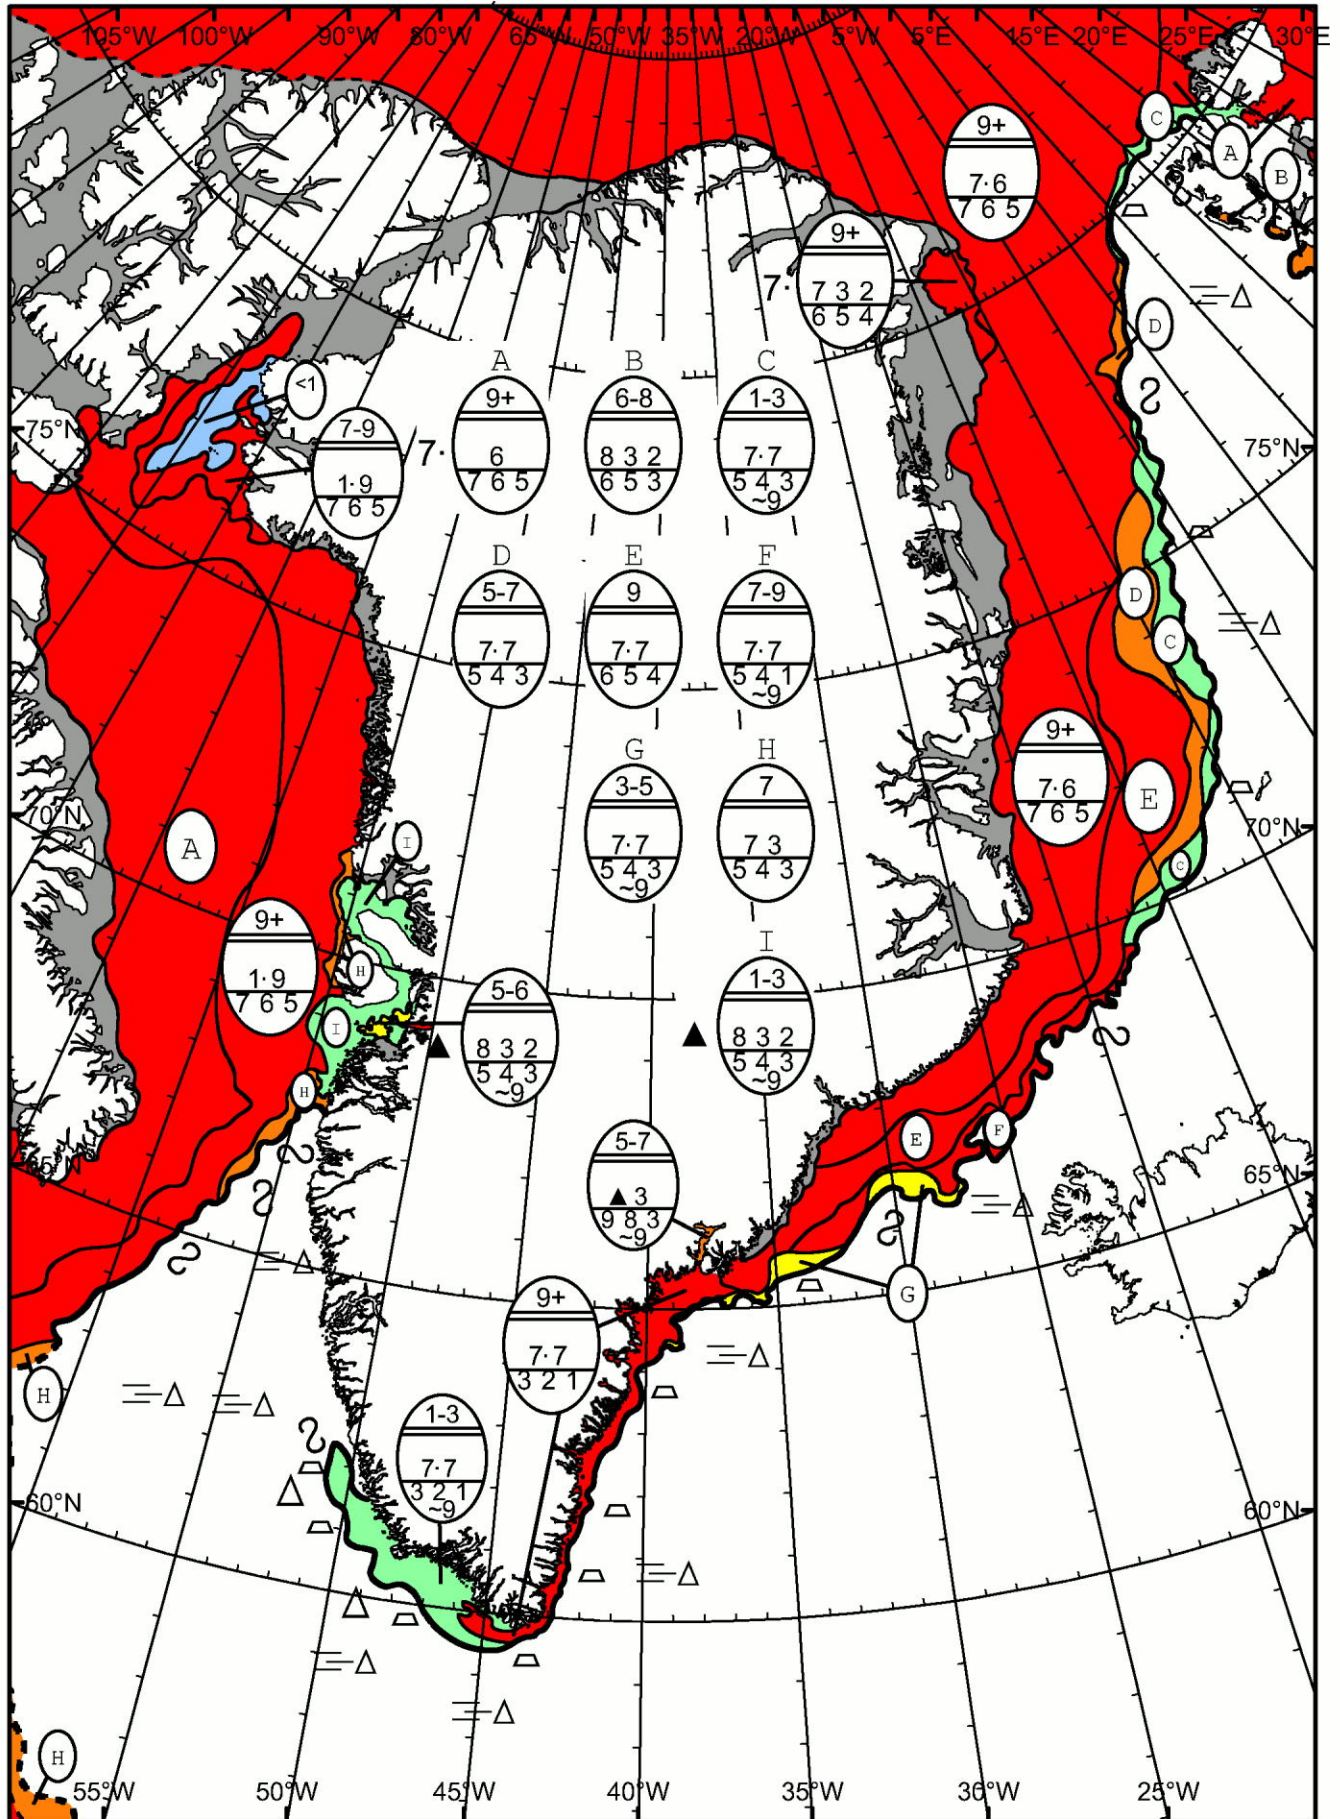 105°W 100°W 90°W 80°W 65°W 50°W 35°W 20°W 5°W 5°E 15°E 20°E 25°E 30°E
C
9+
A
7·6
B
7 6 5
9+
7·
7 3 2
6 5 4
D
<1
A B C
9+ 6-8 1-3
75°N
7-9
7·
75°N
6 8 3 2 7·7
7 6 5 6 5 3 5 4 3
~9
1·9
7 6 5
D E F
5-7 9 7-9
D
7·7 7·7 7·7
5 4 3 6 5 4 5 4 1
~9
C
9+
G H
3-5 7
7·6
7 6 5
E
70°N
70°N
7·7 7 3
5 4 3 5 4 3
~9
A
I
C
9+
1·9
7 6 5
H
I
I
1-3
5-6
8 3 2
5 4 3
~9
8 3 2
5 4 3
~9
H
E
F
5-7
3
9 8 3
~9
65°N
65°N
G
9+
7·7
3 2 1
H
1-3
7·7
3 2 1
~9
60°N
60°N
H
55°W 50°W 45°W 40°W 35°W 30°W 25°W